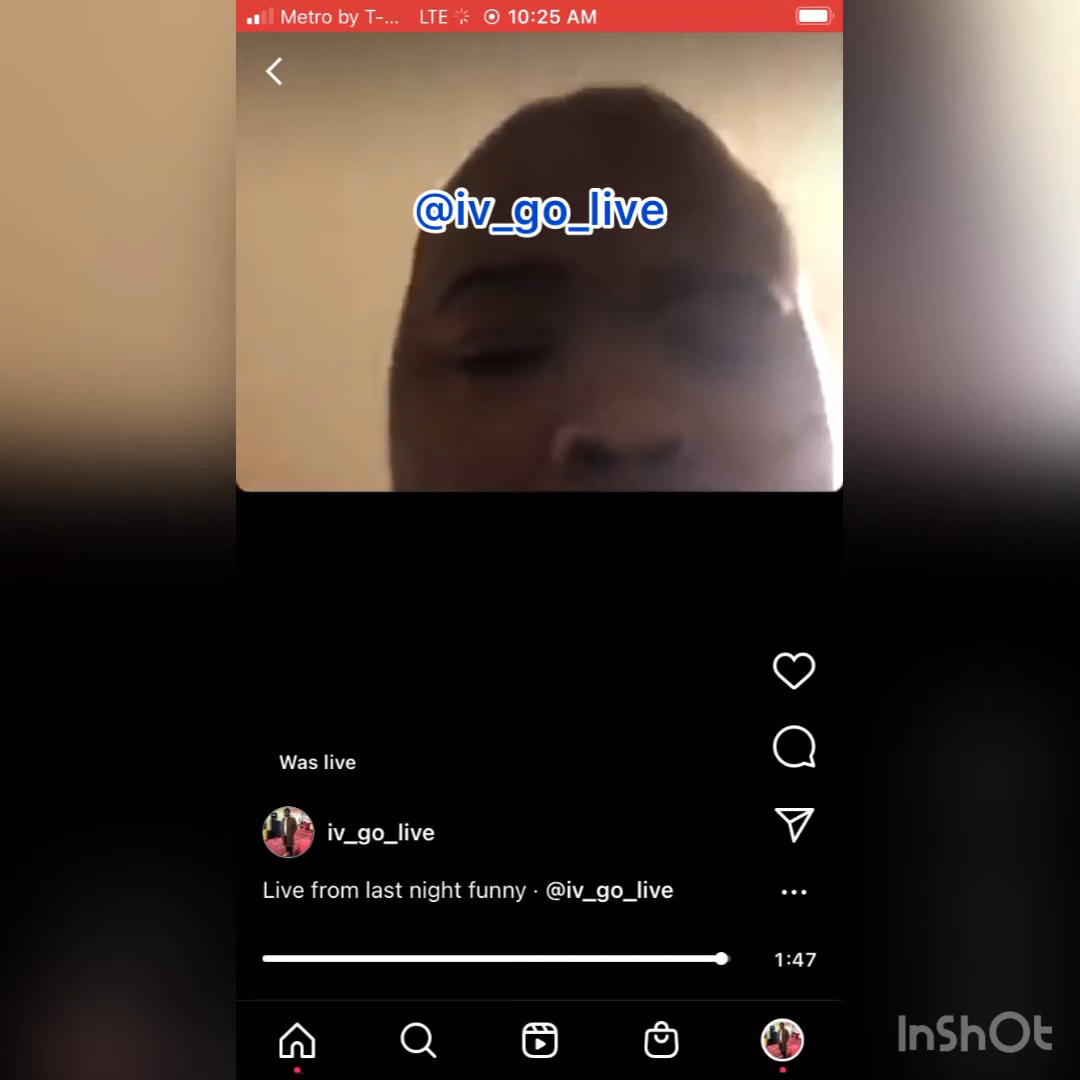 Metro by T-... LTE 10:25 AM
@iv_go_live
Was live
iv_go_live
Live from last night funny · @iv_go_live
...
1:47
InShOt